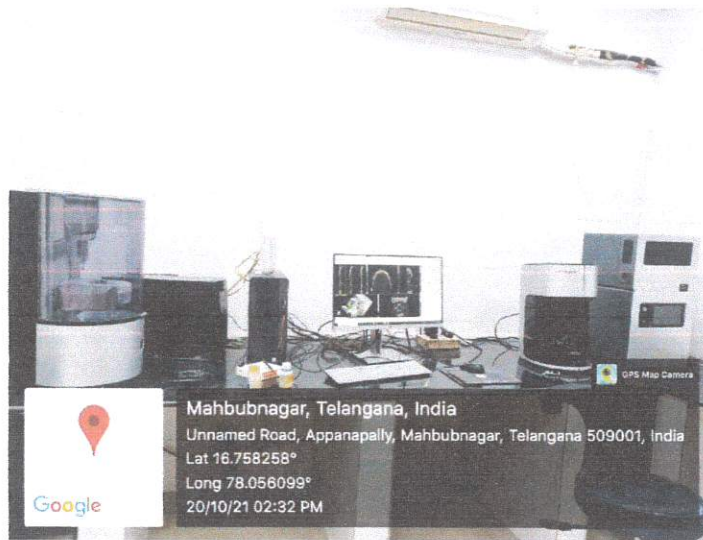 GPS Map Camera
Mahbubnagar, Telangana, India
Unnamed Road, Appanapally, Mahbubnagar, Telangana 509001, India
Lat 16.758258°
Long 78.056099°
20/10/21 02:32 PM
Google